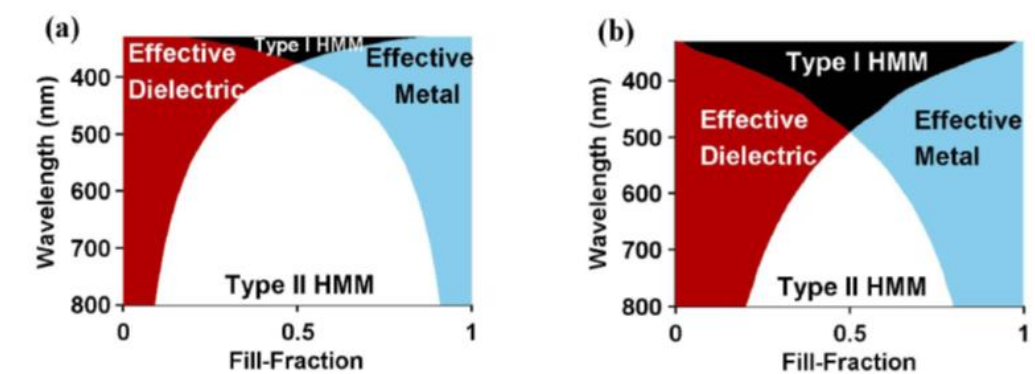 (a)
Type I HMM
Effective
Dielectric
Effective
Metal
Type II HMM
400
500
600
700
800
0
0.5
1
Wavelength (nm)
Fill-Fraction
(b)
Type I HMM
Effective
Dielectric
Effective
Metal
Type II HMM
400
500
600
700
800
0
0.5
1
Wavelength (nm)
Fill-Fraction